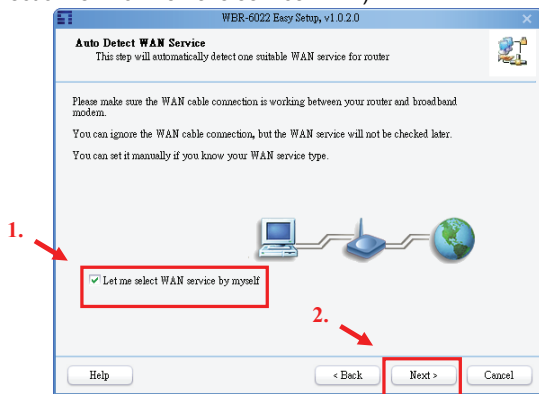 WBR-6022 Easy Setup, v1.0.2.0
Auto Detect WAN Service
This step will automatically detect one suitable WAN service for router
Please make sure the WAN cable connection is working between your router and broadband
modem.
You can ignore the WAN cable connection, but the WAN service will not be checked later.
You can set it manually if you know your WAN service type.
1.
Let me select WAN service by myself
2.
Help
< Back
Next >
Cancel